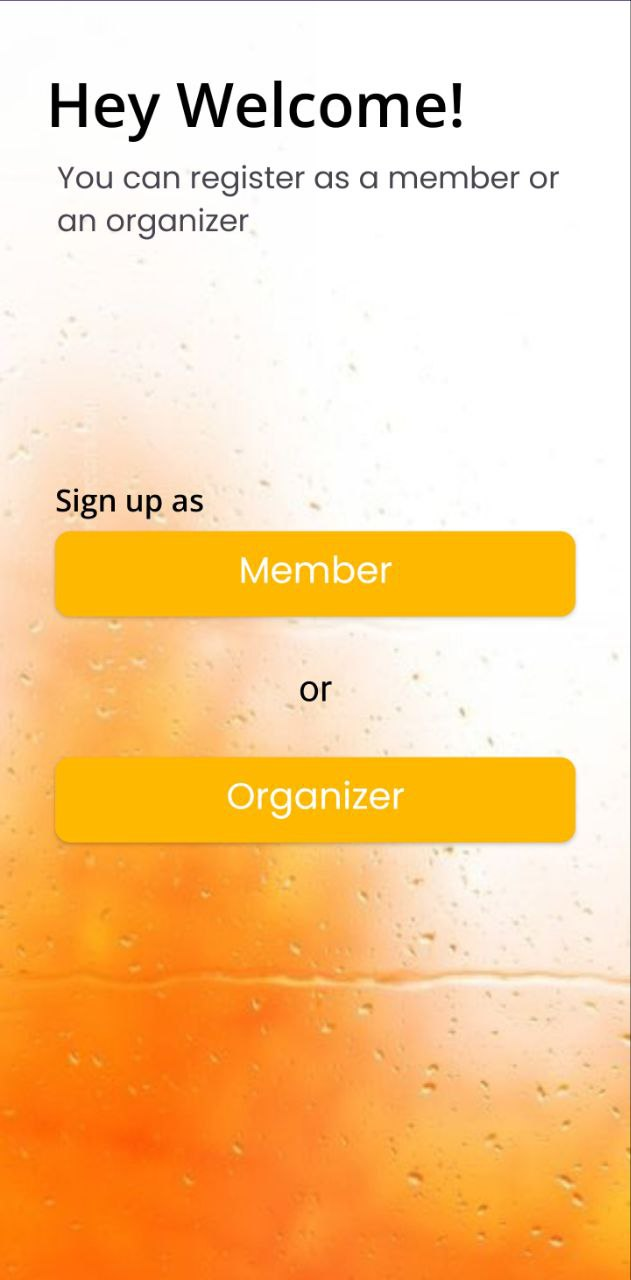 Hey Welcome!
You can register as a member or
an organizer
Sign up as
Member
or
Organizer